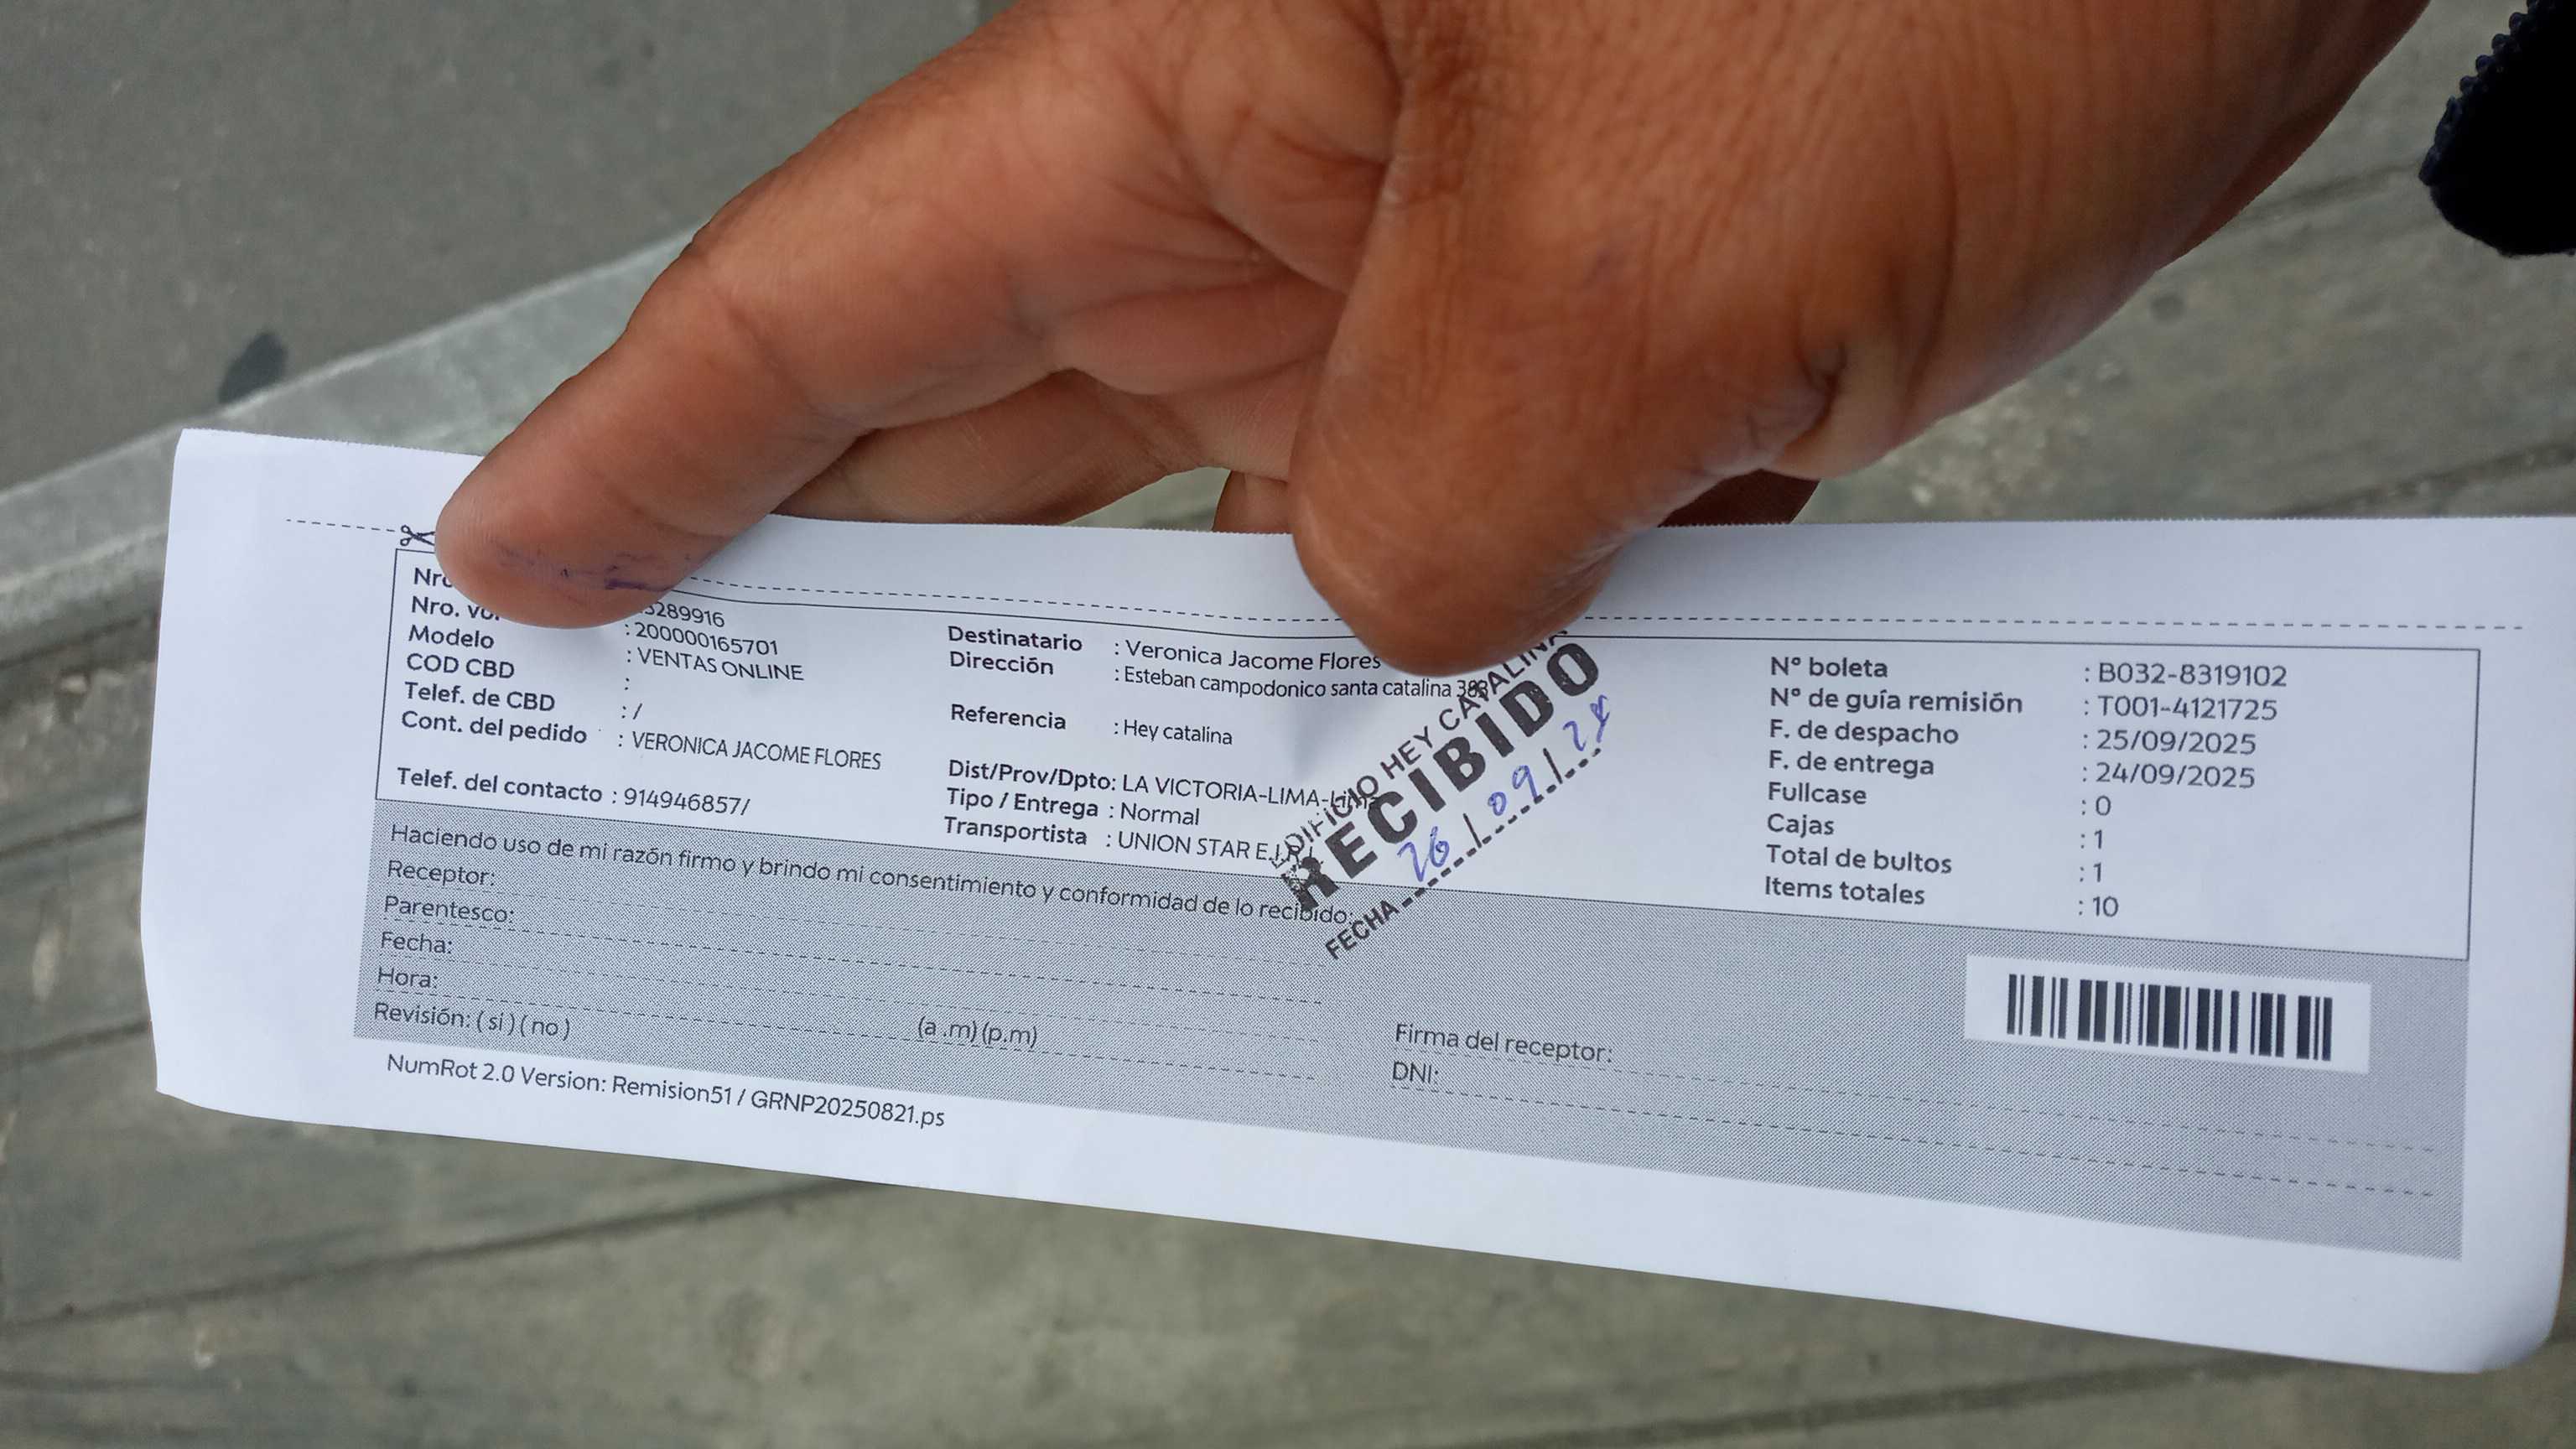 Nro. 
289916
Modelo : 200000165701
COD CBD : VENTAS ONLINE
Telef. de CBD :
Cont. del pedido : /
: VERONICA JACOME FLORES
Telef. del contacto : 914946857/
Destinatario : Veronica Jacome Flores
Dirección : Esteban campodonico santa catalina
Referencia : Hey catalina
Dist/Prov/Dpto: LA VICTORIA-LIMA-Lima
Tipo / Entrega : Normal
Transportista : UNION STAR E.I.R.L
N° boleta : B032-8319102
N° de guía remisión : T001-4121725
F. de despacho : 25/09/2025
F. de entrega : 24/09/2025
Fullcase : 0
Cajas : 1
Total de bultos : 1
Items totales : 10
EDIFICIO HEY CATALINA
RECIBIDO
FECHA 26/09/
Haciendo uso de mi razón firmo y brindo mi consentimiento y conformidad de lo recibido:
Receptor:
Parentesco:
Fecha:
Hora: (a .m) (p.m)
Revisión: ( si ) ( no )
Firma del receptor:
DNI:
NumRot 2.0 Version: Remision51 / GRNP20250821.ps